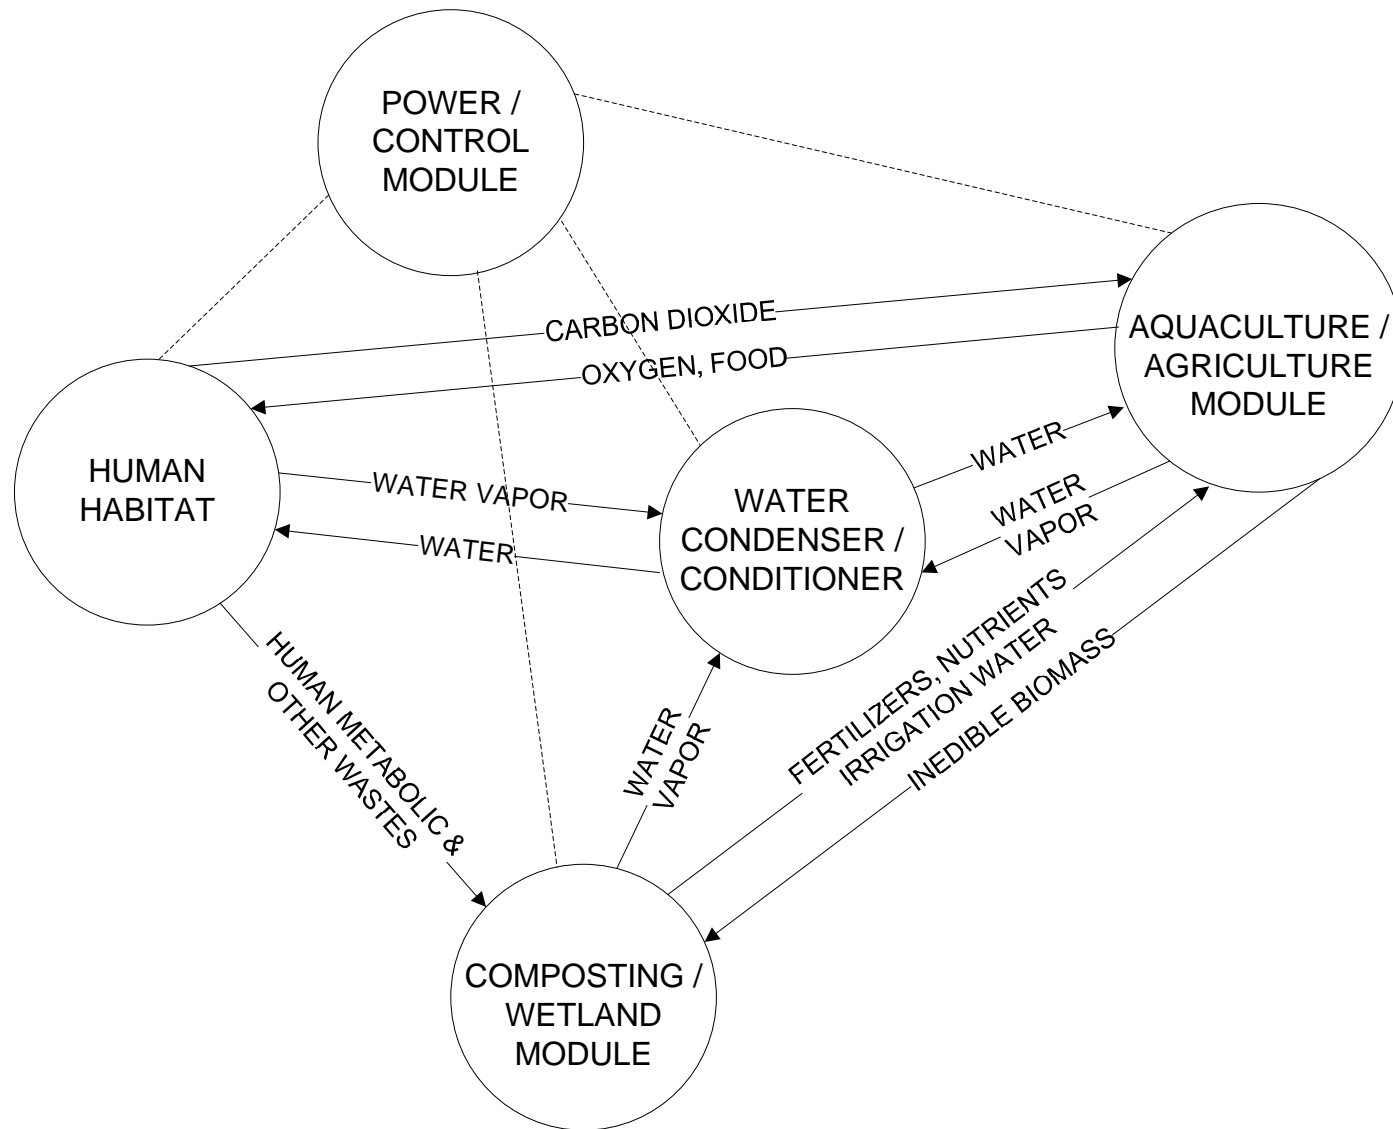 POWER /
CONTROL
MODULE
CARBON DIOXIDE
OXYGEN, FOOD
AQUACULTURE /
AGRICULTURE
MODULE
HUMAN
HABITAT
WATER VAPOR
WATER
WATER
CONDENSER /
CONDITIONER
WATER
WATER
VAPOR
HUMAN METABOLIC &
OTHER WASTES
WATER
VAPOR
FERTILIZERS, NUTRIENTS
IRRIGATION WATER
INEDIBLE BIOMASS
COMPOSTING /
WETLAND
MODULE